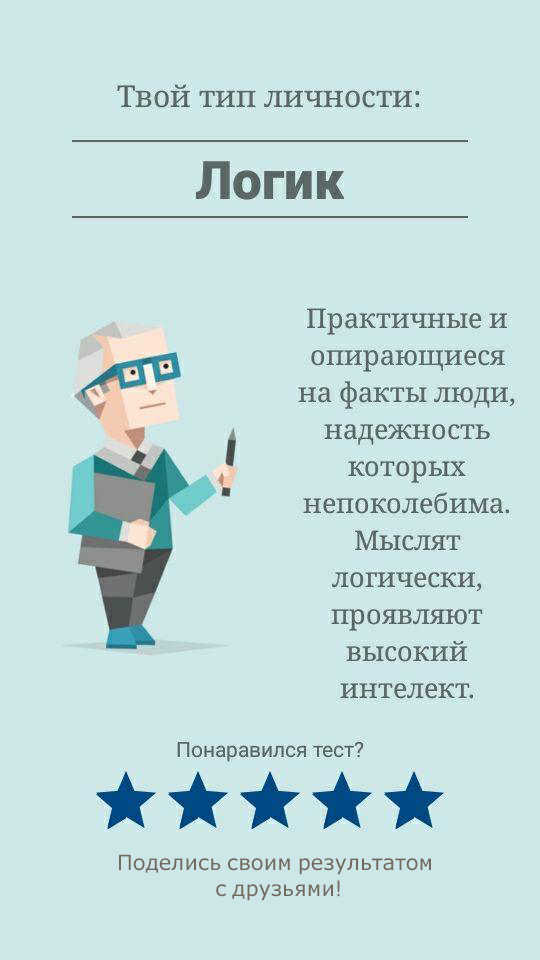 Твой тип личности:
Логик
Практичные и
опирающиеся
на факты люди,
надежность
которых
непоколебима.
Мыслят
логически,
проявляют
высокий
интелект.
Понаравился тест?
Поделись своим результатом
с друзьями!